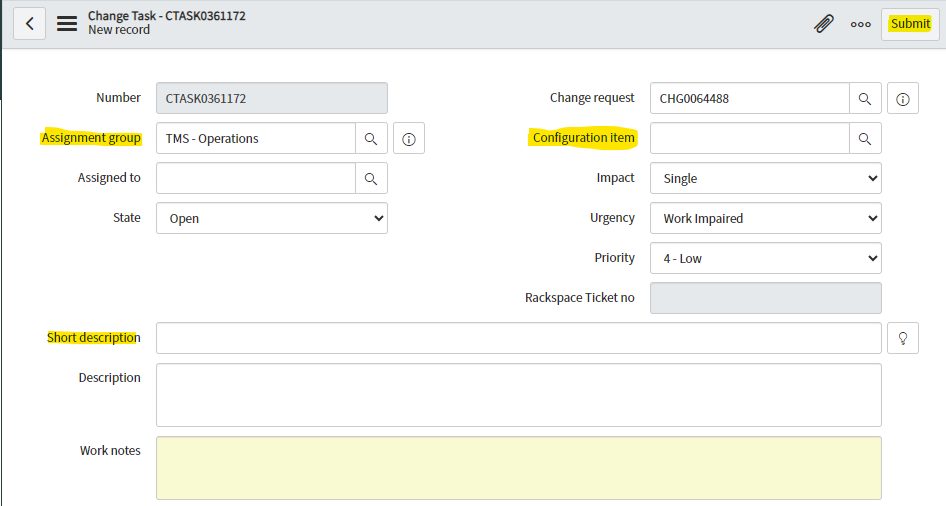 Change Task - CTASK0361172
New record
Submit
Number CTASK0361172
Change request CHG0064488
Assignment group TMS - Operations
Configuration item
Assigned to
Impact Single
State Open
Urgency Work Impaired
Priority 4 - Low
Rackspace Ticket no
Short description
Description
Work notes